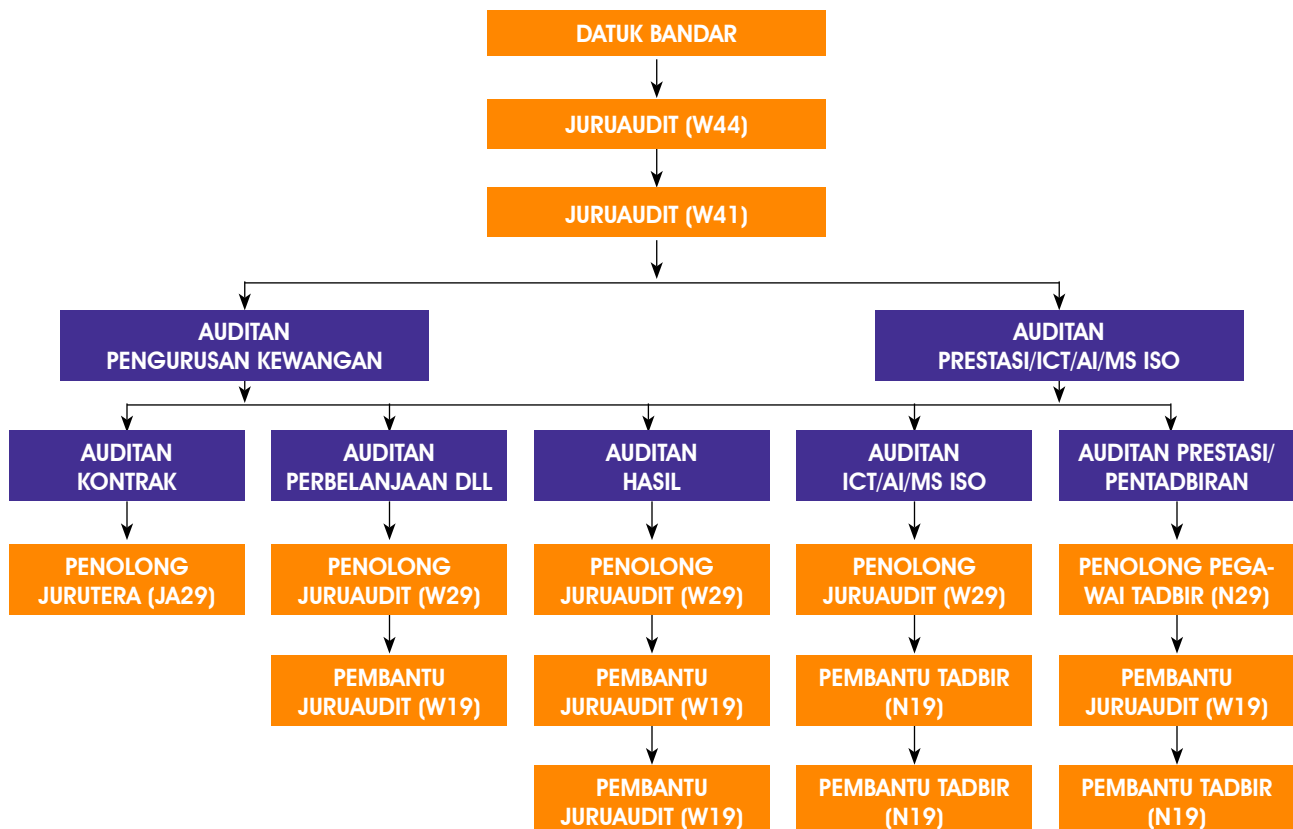 DATUK BANDAR
JURUAUDIT (W44)
JURUAUDIT (W41)
AUDITAN
PENGURUSAN KEWANGAN
AUDITAN
PRESTASI/ICT/AI/MS ISO
AUDITAN
KONTRAK
AUDITAN
PERBELANJAAN DLL
AUDITAN
HASIL
AUDITAN
ICT/AI/MS ISO
AUDITAN PRESTASI/
PENTADBIRAN
PENOLONG
JURUTERA (JA29)
PENOLONG
JURUAUDIT (W29)
PENOLONG
JURUAUDIT (W29)
PENOLONG
JURUAUDIT (W29)
PENOLONG PEGA-
WAI TADBIR (N29)
PEMBANTU
JURUAUDIT (W19)
PEMBANTU
JURUAUDIT (W19)
PEMBANTU TADBIR
(N19)
PEMBANTU
JURUAUDIT (W19)
PEMBANTU
JURUAUDIT (W19)
PEMBANTU TADBIR
(N19)
PEMBANTU TADBIR
(N19)